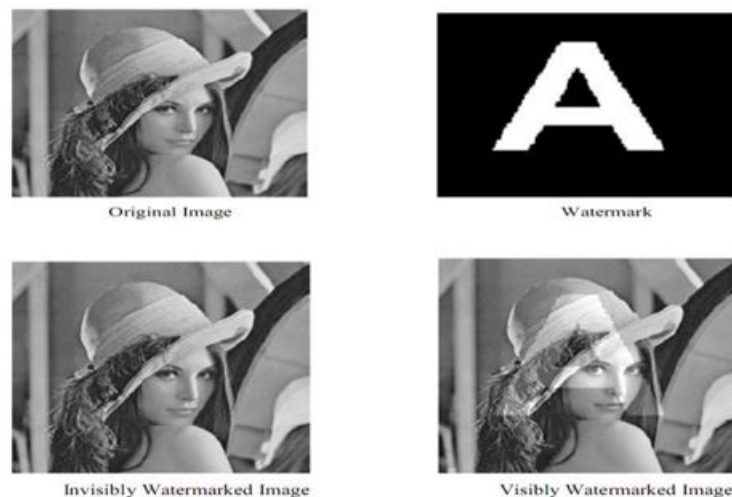 Original Image
A
Watermark
Invisibly Watermarked Image
Visibly Watermarked Image